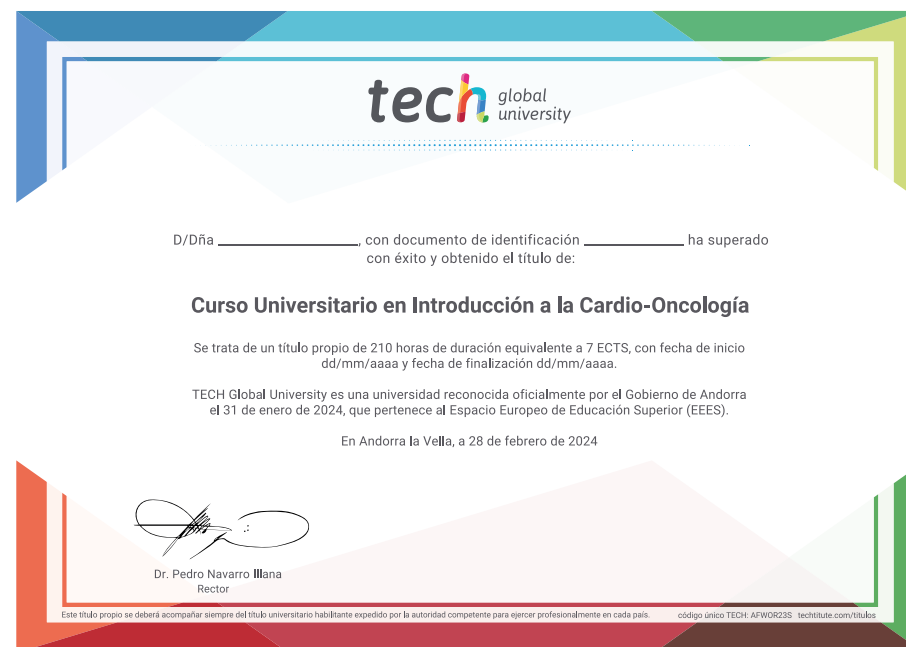 tech global university
D/Dña ____________________, con documento de identificación ______________ ha superado
con éxito y obtenido el título de:
Curso Universitario en Introducción a la Cardio-Oncología
Se trata de un título propio de 210 horas de duración equivalente a 7 ECTS, con fecha de inicio
dd/mm/aaaa y fecha de finalización dd/mm/aaaa.
TECH Global University es una universidad reconocida oficialmente por el Gobierno de Andorra
el 31 de enero de 2024, que pertenece al Espacio Europeo de Educación Superior (EEES).
En Andorra la Vella, a 28 de febrero de 2024
Dr. Pedro Navarro Illana
Rector
Este título propio se deberá acompañar siempre del título universitario habilitante expedido por la autoridad competente para ejercer profesionalmente en cada país. código único TECH: AFWOR23S techtitute.com/titulos